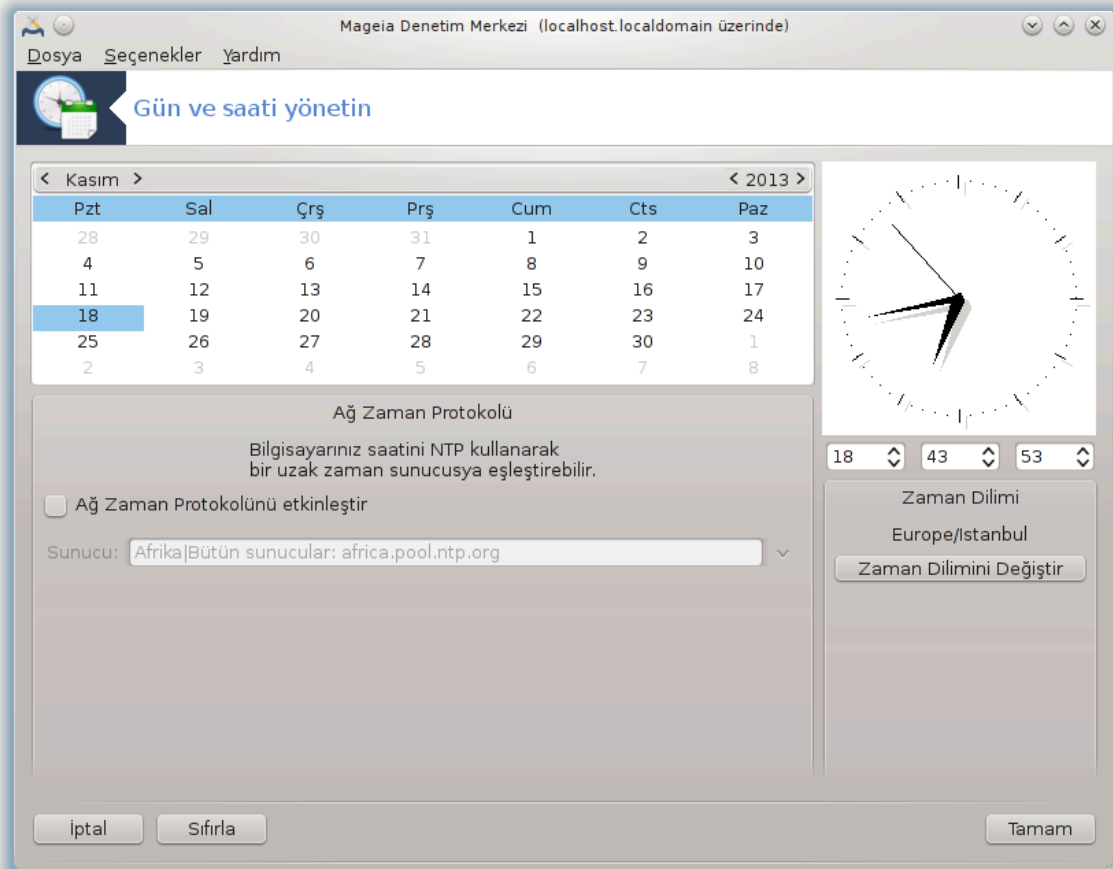 Mageia Denetim Merkezi (localhost.localdomain üzerinde)
Dosya Seçenekler Yardım
Gün ve saati yönetin
< Kasım > < 2013 >
Pzt Sal Çrş Prş Cum Cts Paz
28 29 30 31 1 2 3
4 5 6 7 8 9 10
11 12 13 14 15 16 17
18 19 20 21 22 23 24
25 26 27 28 29 30 1
2 3 4 5 6 7 8
Ağ Zaman Protokolü
Bilgisayarınız saatini NTP kullanarak
bir uzak zaman sunucusya eşleştirebilir.
Ağ Zaman Protokolünü etkinleştir
Sunucu: Afrika|Bütün sunucular: africa.pool.ntp.org
18 43 53
Zaman Dilimi
Europe/Istanbul
Zaman Dilimini Değiştir
İptal Sıfırla Tamam